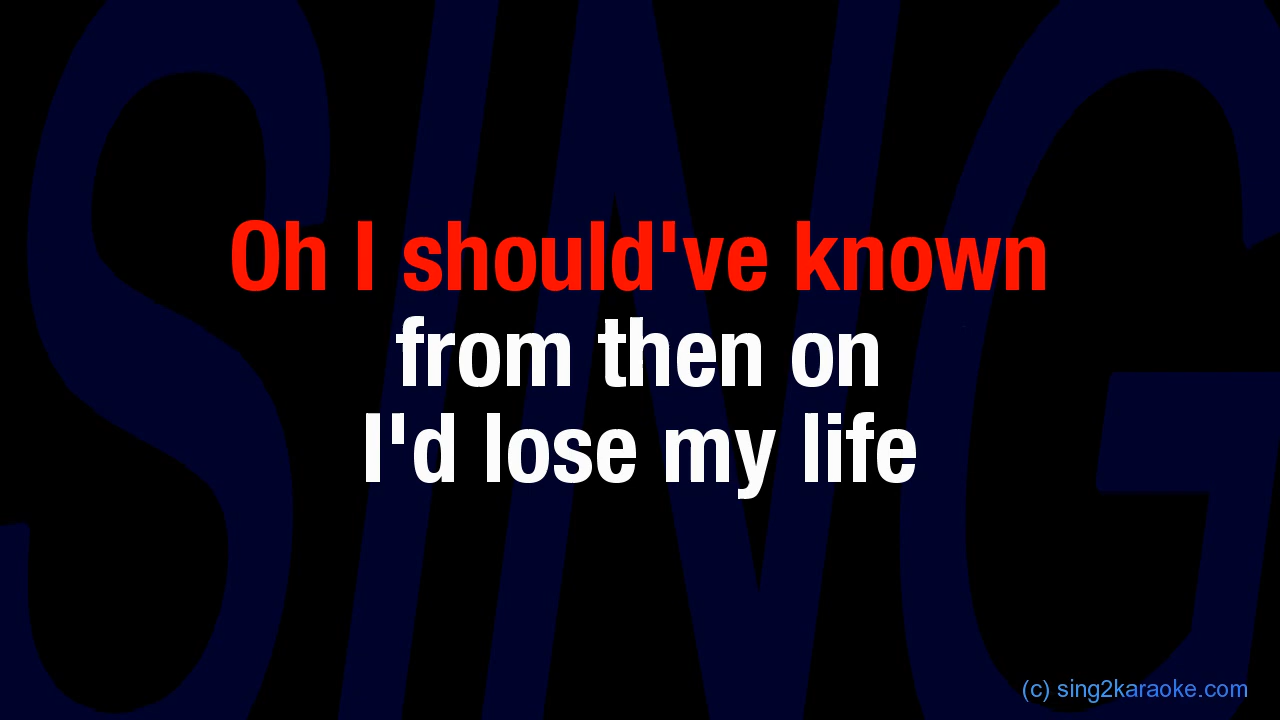 SING
Oh I should've known
from then on
I'd lose my life
(c) sing2karaoke.com